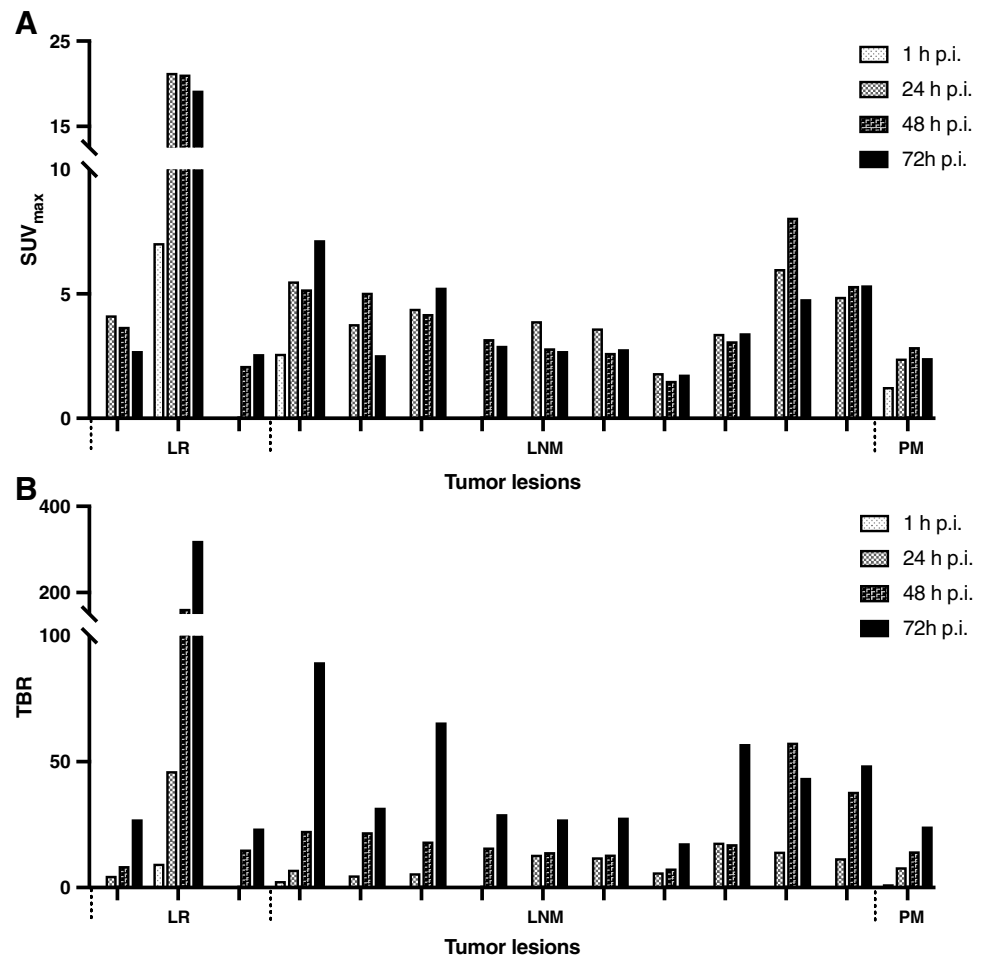 A
25
15
10
5
0
SUVmax
1 h p.i.
24 h p.i.
48 h p.i.
72h p.i.
LR LNM PM
Tumor lesions
B
400
200
100
50
0
TBR
1 h p.i.
24 h p.i.
48 h p.i.
72h p.i.
LR LNM PM
Tumor lesions